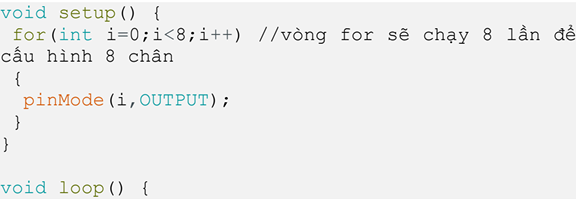 void setup() {
for(int i=0;i<8;i++) //vòng for sẽ chạy 8 lần để
cấu hình 8 chân
{
pinMode(i,OUTPUT);
}
}
void loop() {